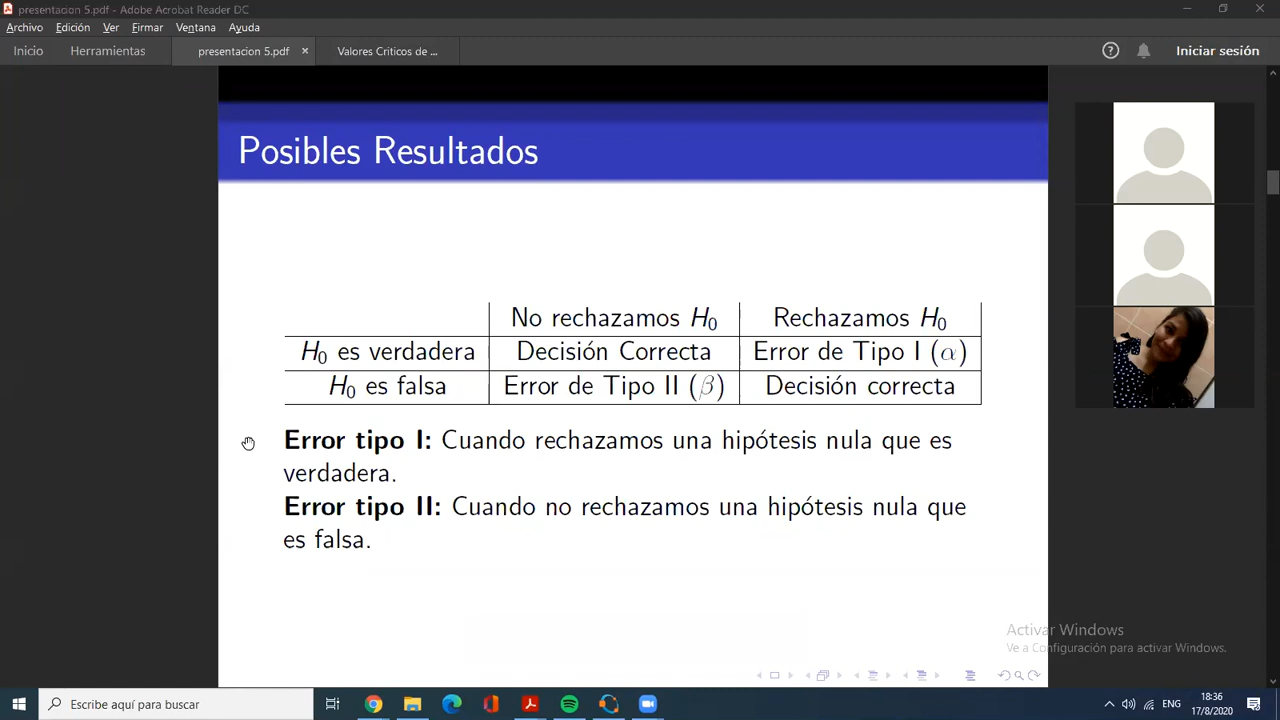 presentacion 5.pdf - Adobe Acrobat Reader DC
Archivo Edición Ver Firmar Ventana Ayuda
Inicio Herramientas presentacion 5.pdf × Valores Criticos de ... Iniciar sesión
Posibles Resultados
No rechazamos H₀ Rechazamos H₀
H₀ es verdadera Decisión Correcta Error de Tipo I (α)
H₀ es falsa Error de Tipo II (β) Decisión correcta
Error tipo I: Cuando rechazamos una hipótesis nula que es
verdadera.
Error tipo II: Cuando no rechazamos una hipótesis nula que
es falsa.
Activar Windows
Ve a Configuración para activar Windows.
Escribe aquí para buscar
ENG
18:36
17/8/2020